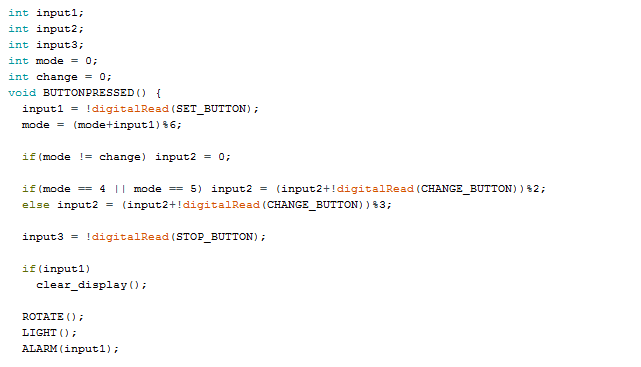 int input1;
int input2;
int input3;
int mode = 0;
int change = 0;
void BUTTONPRESSED() {
  input1 = !digitalRead(SET_BUTTON);
  mode = (mode+input1)%6;

  if(mode != change) input2 = 0;

  if(mode == 4 || mode == 5) input2 = (input2+!digitalRead(CHANGE_BUTTON))%2;
  else input2 = (input2+!digitalRead(CHANGE_BUTTON))%3;

  input3 = !digitalRead(STOP_BUTTON);

  if(input1)
    clear_display();

  ROTATE();
  LIGHT();
  ALARM(input1);